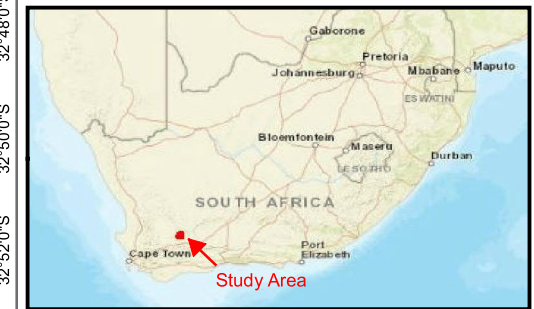 32°48'0"S
Gaborone
Pretoria
Johannesburg
Mbabane
Maputo
ESWATINI
32°50'0"S
Bloemfontein
Maseru
Durban
LESOTHO
SOUTH AFRICA
32°52'0"S
Cape Town
Port
Elizabeth
Study Area